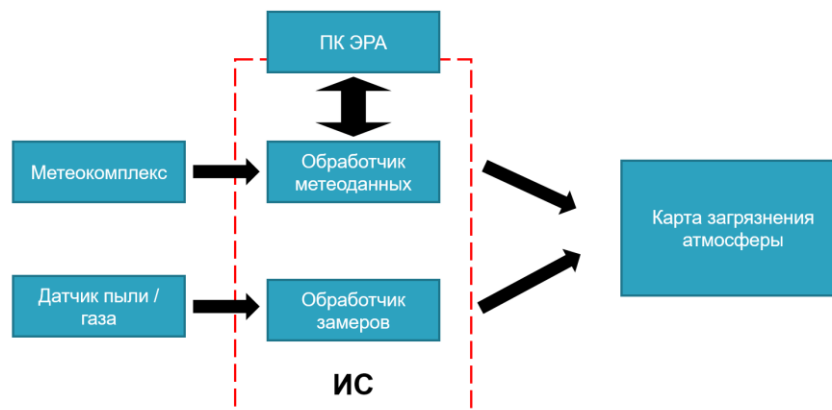 ПК ЭРА
Метеокомплекс
Обработчик
метеоданных
Карта загрязнения
атмосферы
Датчик пыли /
газа
Обработчик
замеров
ИС